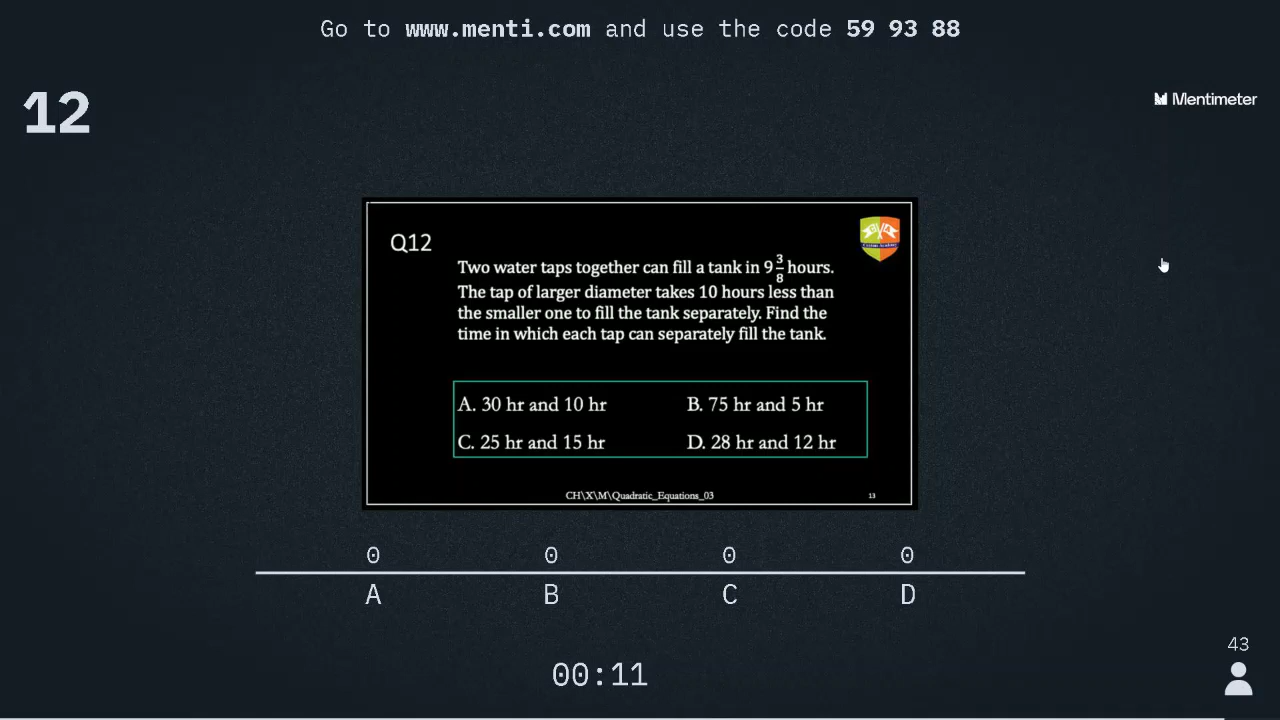 Go to www.menti.com and use the code 59 93 88
12
Mentimeter
Q12
Two water taps together can fill a tank in 9 3/8 hours.
The tap of larger diameter takes 10 hours less than
the smaller one to fill the tank separately. Find the
time in which each tap can separately fill the tank.
A. 30 hr and 10 hr B. 75 hr and 5 hr
C. 25 hr and 15 hr D. 28 hr and 12 hr
CH\X\M\Quadratic_Equations_03 13
0 0 0 0
A B C D
00:11
43